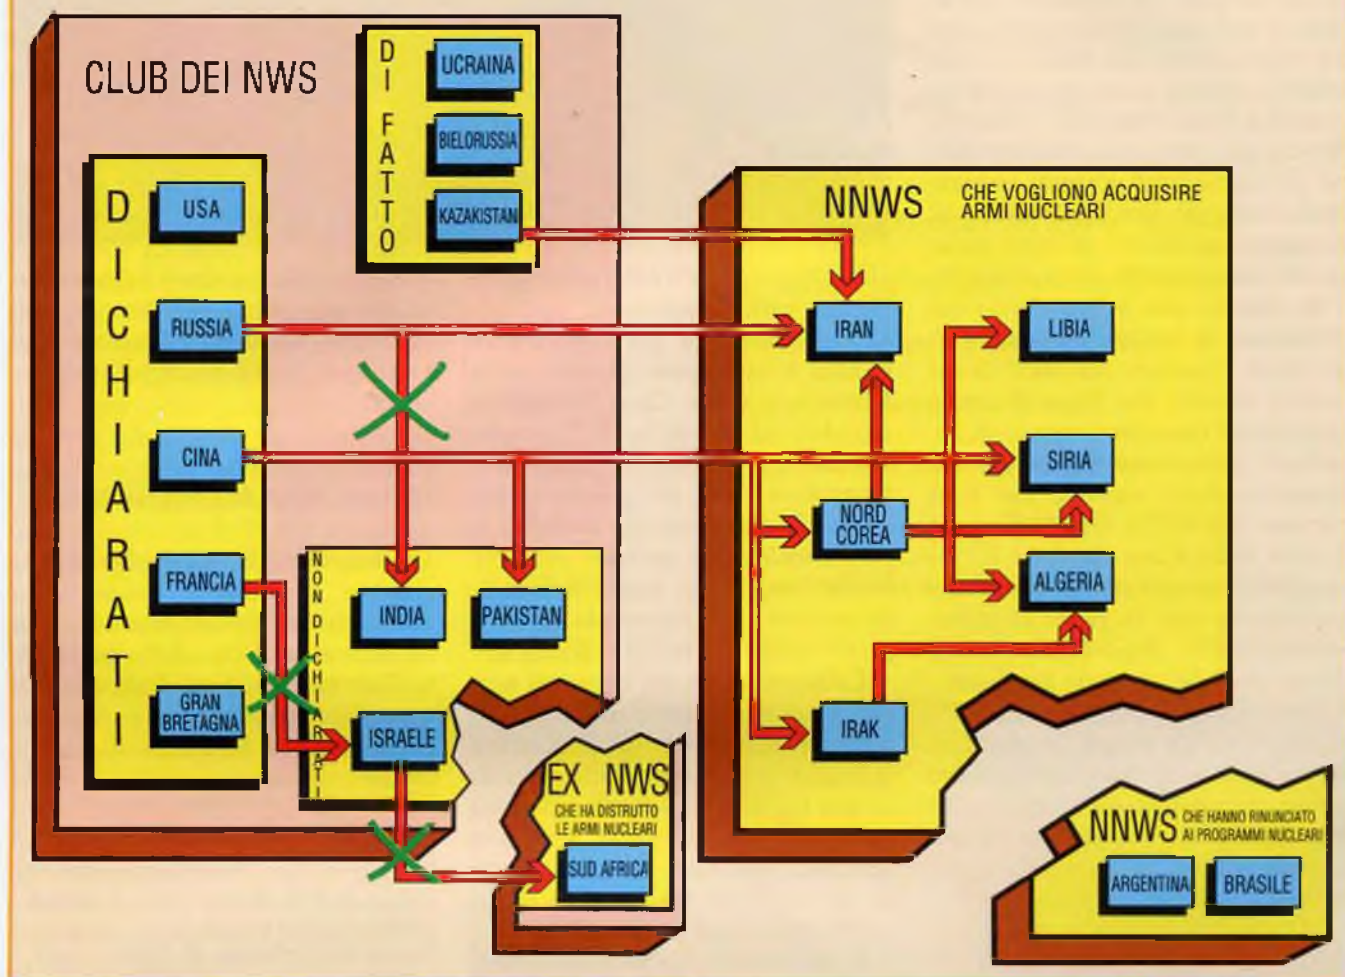 CLUB DEI NWS
DI FATTO
UCRAINA
BIELORUSSIA
KAZAKISTAN
DICHIARATI
USA
RUSSIA
CINA
FRANCIA
GRAN
BRETAGNA
NON DICHIARATI
INDIA
PAKISTAN
ISRAELE
EX NWS
CHE HA DISTRUTTO
LE ARMI NUCLEARI
SUD AFRICA
NNWS
CHE VOGLIONO ACQUISIRE
ARMI NUCLEARI
IRAN
LIBIA
SIRIA
NORD
COREA
ALGERIA
IRAK
NNWS
CHE HANNO RINUNCIATO
AI PROGRAMMI NUCLEARI
ARGENTINA
BRASILE